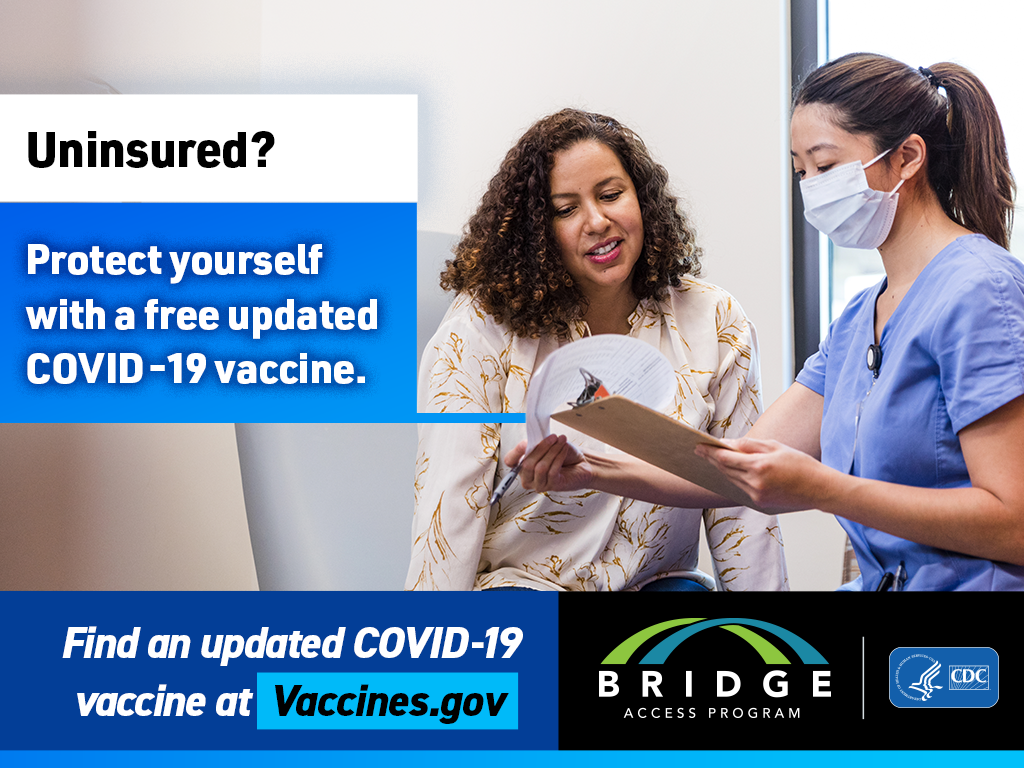 Uninsured?
Protect yourself
with a free updated
COVID-19 vaccine.
Find an updated COVID-19
vaccine at Vaccines.gov
BRIDGE
ACCESS PROGRAM
CDC